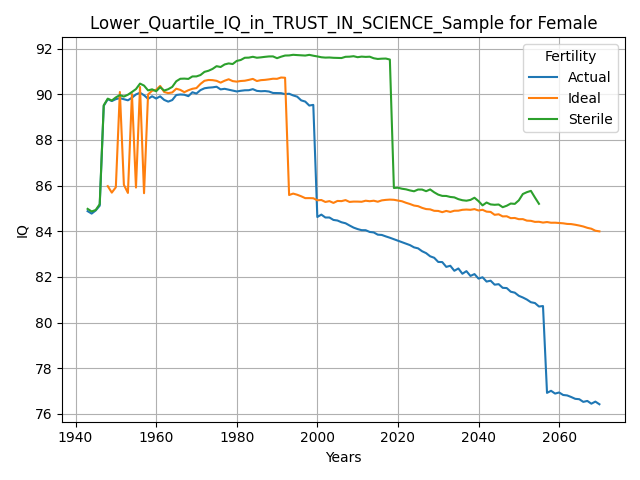 Lower_Quartile_IQ_in_TRUST_IN_SCIENCE_Sample for Female
Fertility
Actual
Ideal
Sterile
IQ
92
90
88
86
84
82
80
78
76
1940
1960
1980
2000
2020
2040
2060
Years